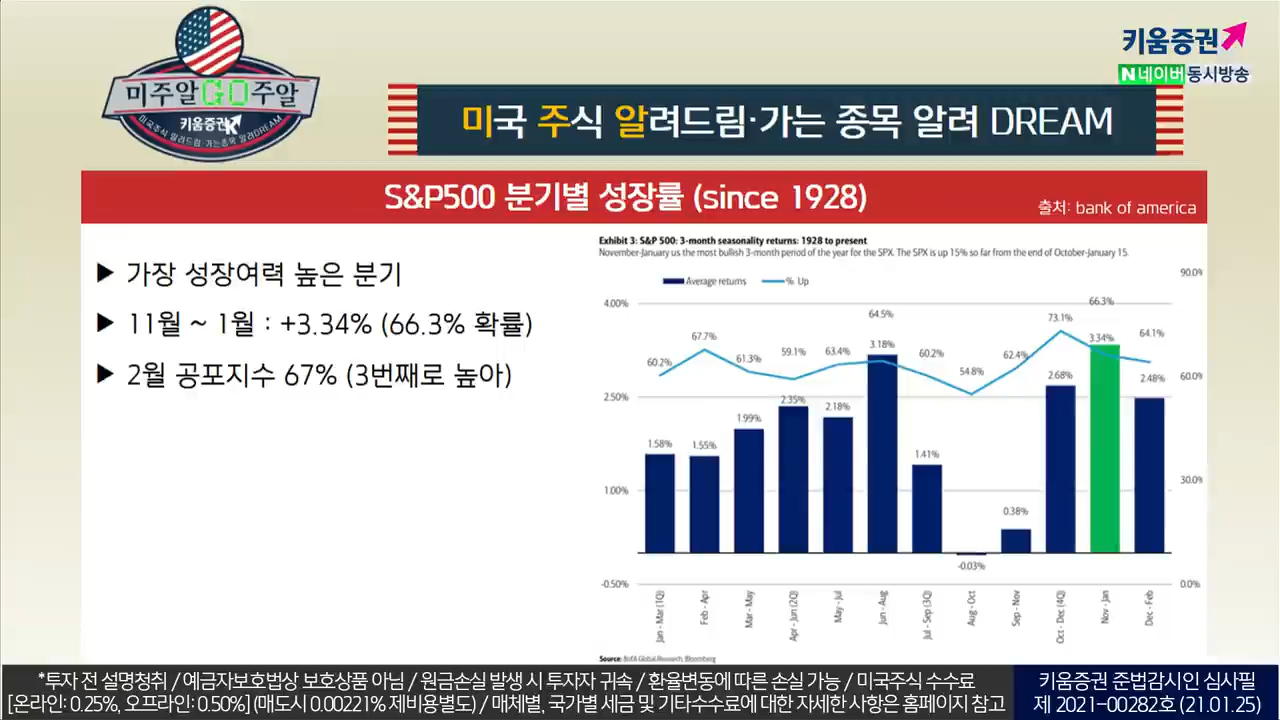 미주알GO주알
키움증권
미국주식 알려드림·가는종목 알려DREAM
키움증권
N 네이버 동시방송
미국 주식 알려드림·가는 종목 알려 DREAM
S&P500 분기별 성장률 (since 1928)
출처: bank of america
▶ 가장 성장여력 높은 분기
▶ 11월 ~ 1월 : +3.34% (66.3% 확률)
▶ 2월 공포지수 67% (3번째로 높아)
Exhibit 3: S&P 500: 3-month seasonality returns: 1928 to present
November-January us the most bullish 3-month period of the year for the SPX. The SPX is up 15% so far from the end of October-January 15.
Average returns % Up
90.0%
60.0%
30.0%
0.0%
4.00%
2.50%
1.00%
-0.50%
60.2% 67.7% 61.3% 59.1% 63.4% 64.5% 60.2% 54.8% 62.4% 73.1% 66.3% 64.1%
1.58% 1.55% 1.99% 2.35% 2.18% 3.18% 1.41% -0.03% 0.38% 2.68% 3.34% 2.48%
Jan - Mar (1Q)
Feb - Apr
Mar - May
Apr - Jun (2Q)
May - Jul
Jun - Aug
Jul - Sep (3Q)
Aug - Oct
Sep - Nov
Oct - Dec (4Q)
Nov - Jan
Dec - Feb
Source: BofA Global Research, Bloomberg
*투자 전 설명청취 / 예금자보호법상 보호상품 아님 / 원금손실 발생 시 투자자 귀속 / 환율변동에 따른 손실 가능 / 미국주식 수수료
[온라인: 0.25%, 오프라인: 0.50%] (매도시 0.00221% 제비용별도) / 매체별, 국가별 세금 및 기타수수료에 대한 자세한 사항은 홈페이지 참고
키움증권 준법감시인 심사필
제 2021-00282호 (21.01.25)